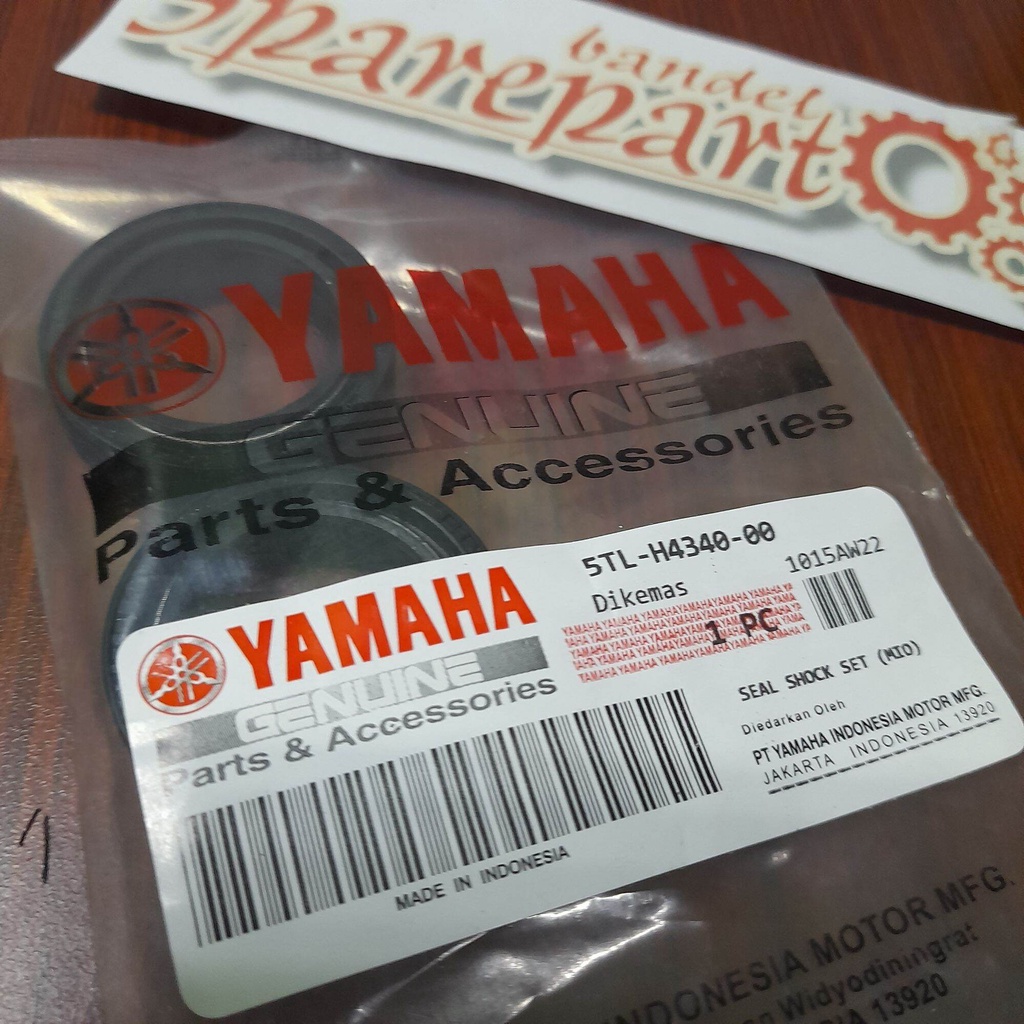 bandel
Sparepart
YAMAHA
GENUINE
Parts & Accessories
YAMAHA
GENUINE
Parts & Accessories
5TL-H4340-00
Dikemas
1015AW22
1 PC
SEAL SHOCK SET (MIO)
Diedarkan Oleh
PT YAMAHA INDONESIA MOTOR MFG.
JAKARTA INDONESIA 13920
MADE IN INDONESIA
INDONESIA MOTOR MFG.
Widyodiningrat
13920